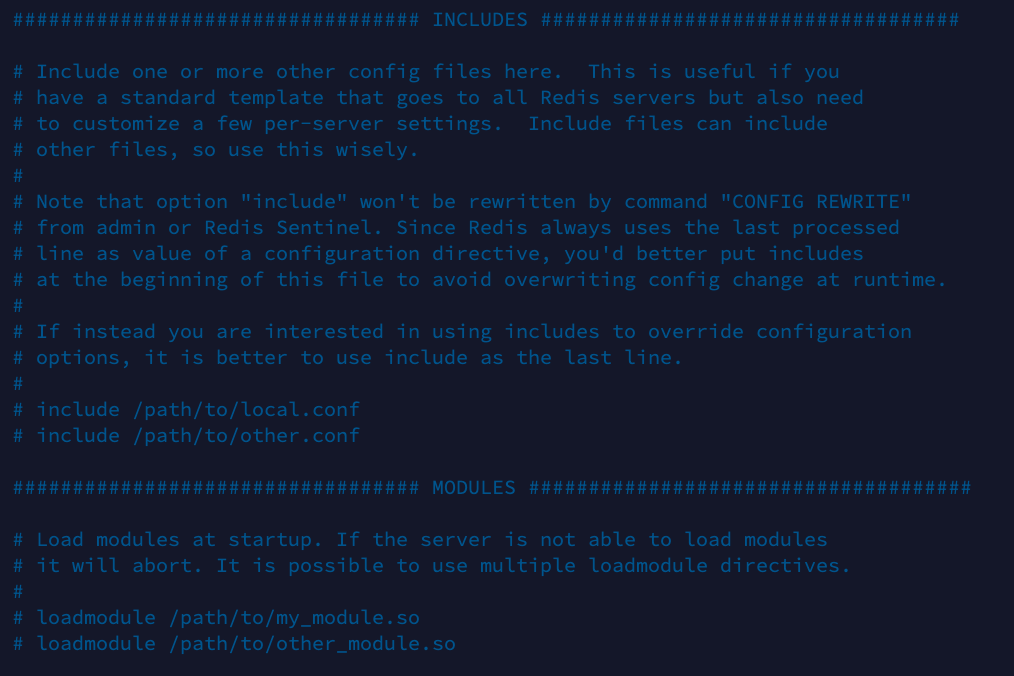 ################################## INCLUDES ###################################

# Include one or more other config files here.  This is useful if you
# have a standard template that goes to all Redis servers but also need
# to customize a few per-server settings.  Include files can include
# other files, so use this wisely.
#
# Note that option "include" won't be rewritten by command "CONFIG REWRITE"
# from admin or Redis Sentinel. Since Redis always uses the last processed
# line as value of a configuration directive, you'd better put includes
# at the beginning of this file to avoid overwriting config change at runtime.
#
# If instead you are interested in using includes to override configuration
# options, it is better to use include as the last line.
#
# include /path/to/local.conf
# include /path/to/other.conf

################################## MODULES #####################################

# Load modules at startup. If the server is not able to load modules
# it will abort. It is possible to use multiple loadmodule directives.
#
# loadmodule /path/to/my_module.so
# loadmodule /path/to/other_module.so